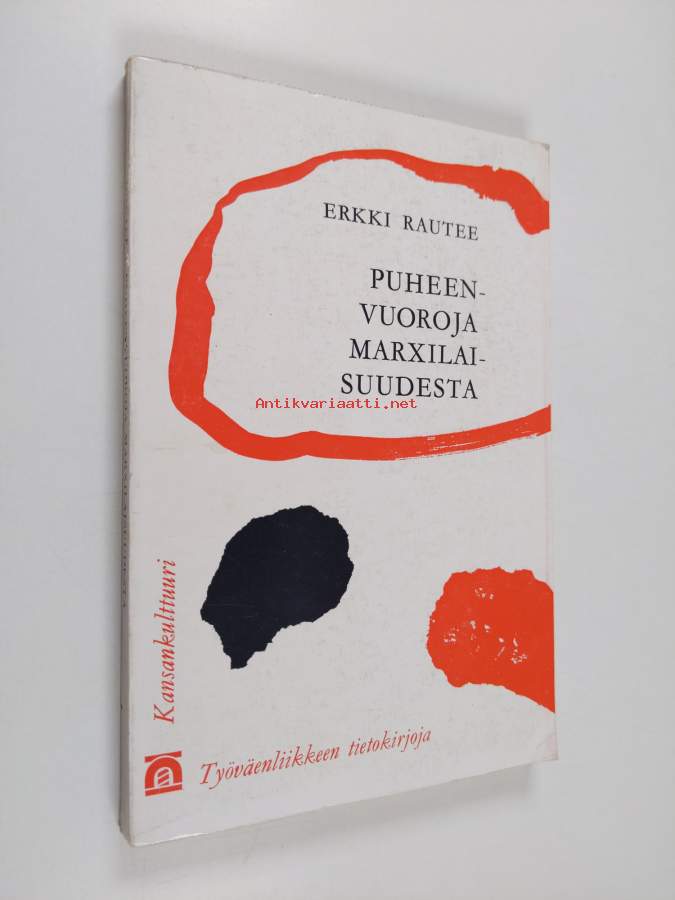 ERKKI RAUTEE
PUHEEN-
VUOROJA
MARXILAI-
SUUDESTA
Antikvariaatti.net
Kansankulttuuri
Työväenliikkeen tietokirjoja